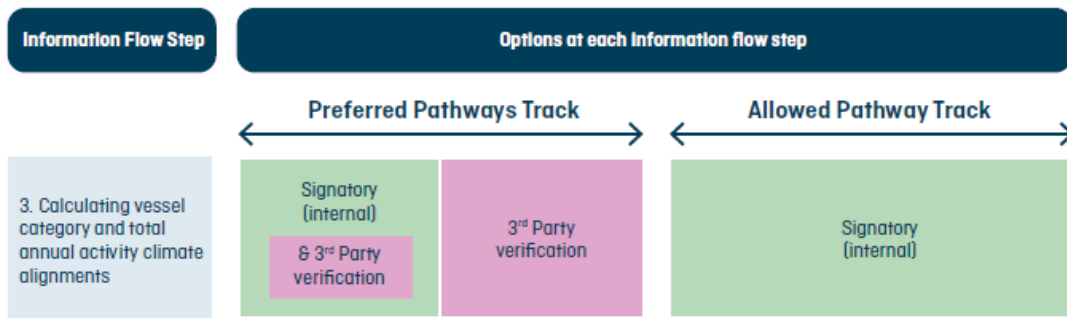 Information Flow Step
Options at each information flow step
Preferred Pathways Track
Allowed Pathway Track
3. Calculating vessel
category and total
annual activity climate
alignments
Signatory
(internal)
& 3rd Party
verification
3rd Party
verification
Signatory
(internal)